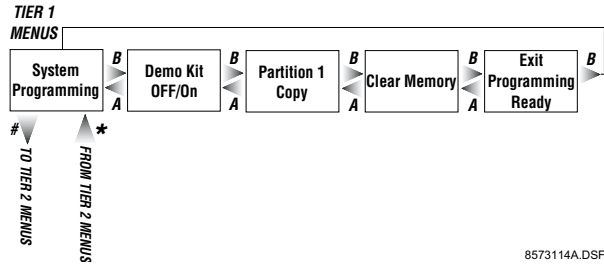 TIER 1
MENUS
System
Programming
B
A
Demo Kit
OFF/On
B
A
Partition 1
Copy
B
A
Clear Memory
B
A
Exit
Programming
Ready
B
#
*
TO TIER 2 MENUS
FROM TIER 2 MENUS
8573114A.DSF